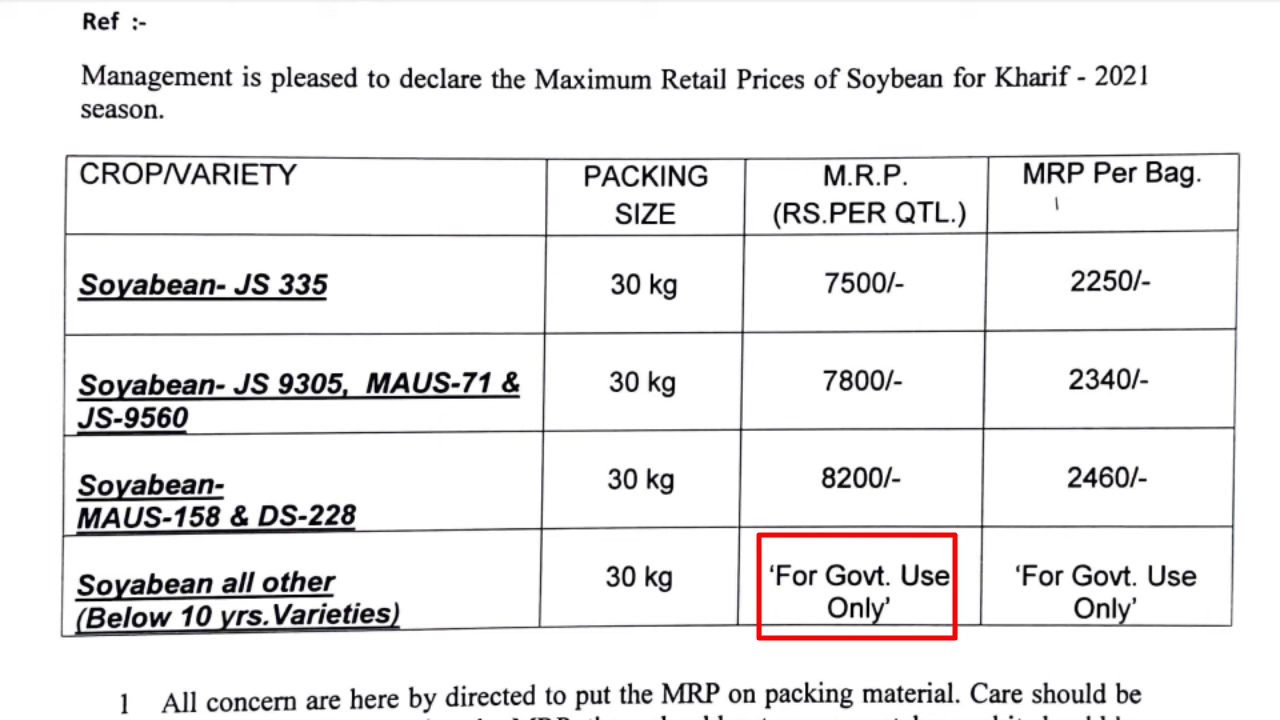 Ref :-
Management is pleased to declare the Maximum Retail Prices of Soybean for Kharif - 2021
season.
CROP/VARIETY PACKING SIZE M.R.P. (RS.PER QTL.) MRP Per Bag.
Soyabean- JS 335 30 kg 7500/- 2250/-
Soyabean- JS 9305, MAUS-71 & JS-9560 30 kg 7800/- 2340/-
Soyabean- MAUS-158 & DS-228 30 kg 8200/- 2460/-
Soyabean all other (Below 10 yrs.Varieties) 30 kg ‘For Govt. Use Only’ ‘For Govt. Use Only’
1 All concern are here by directed to put the MRP on packing material. Care should be